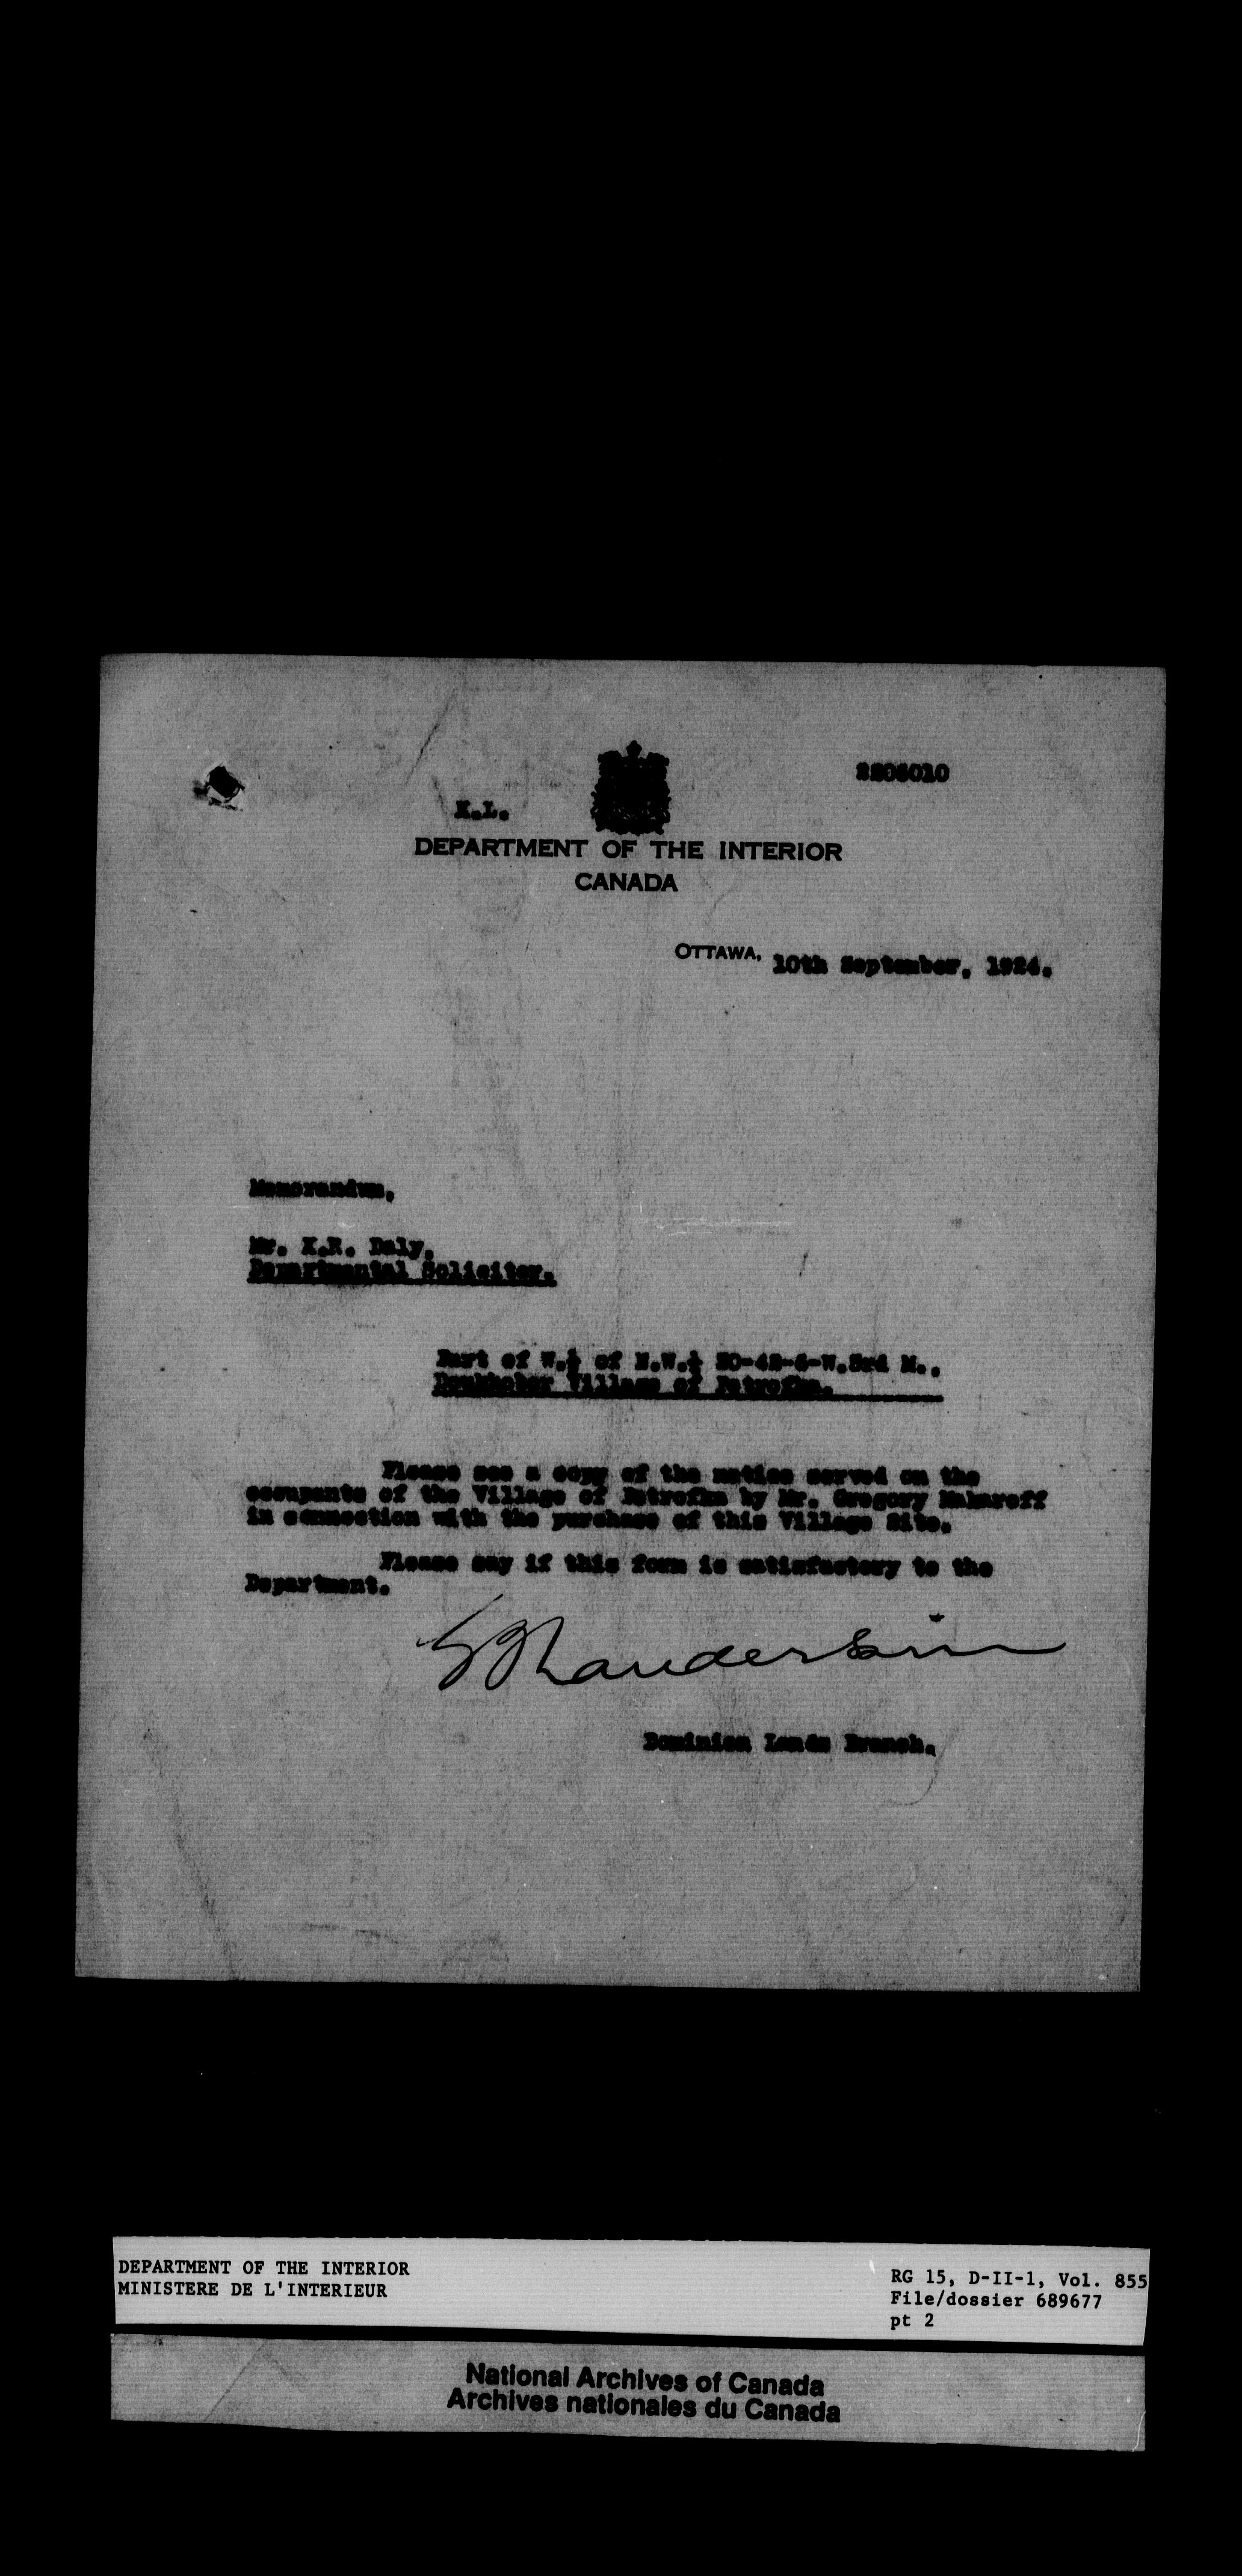 2206010
K.L.
DEPARTMENT OF THE INTERIOR
CANADA
OTTAWA, 10th September, 1924.
Memorandum,
Mr. K.R. Daly,
Departmental Solicitor.
Part of W.½ of N.W.¼ 30-42-6-W.3rd M.,
Doukhobor Village of Petrofka.
Please see a copy of the notice served on the
occupants of the Village of Petrofka by Mr. Gregory Makaroff
in connection with the purchase of this Village Site.
Please say if this form is satisfactory to the
Department.
Dominion Lands Branch.
DEPARTMENT OF THE INTERIOR
MINISTERE DE L'INTERIEUR
RG 15, D-II-1, Vol. 855
File/dossier 689677
pt 2
National Archives of Canada
Archives nationales du Canada